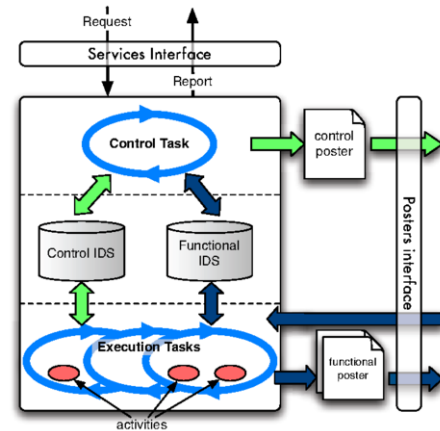 Request
Services Interface
Report
Control Task
control
poster
Control IDS
Functional
IDS
Posters interface
Execution Tasks
functional
poster
activities